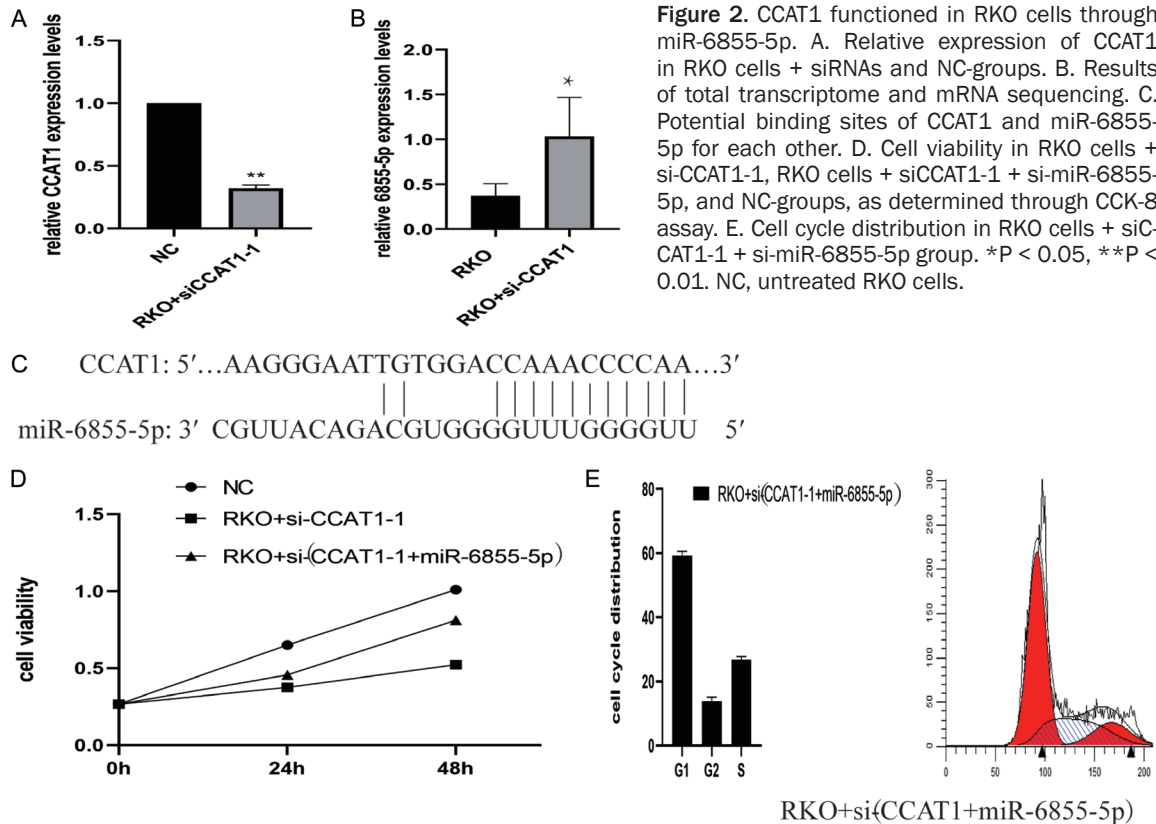 A
relative CCAT1 expression levels
1.5
1.0
0.5
0.0
**
NC
RKO+siCCAT1-1
B
relative 6855-5p expression levels
2.0
1.5
1.0
0.5
0.0
*
RKO
RKO+si-CCAT1
Figure 2. CCAT1 functioned in RKO cells through
miR-6855-5p. A. Relative expression of CCAT1
in RKO cells + siRNAs and NC-groups. B. Results
of total transcriptome and mRNA sequencing. C.
Potential binding sites of CCAT1 and miR-6855-
5p for each other. D. Cell viability in RKO cells +
si-CCAT1-1, RKO cells + siCCAT1-1 + si-miR-6855-
5p, and NC-groups, as determined through CCK-8
assay. E. Cell cycle distribution in RKO cells + siC-
CAT1-1 + si-miR-6855-5p group. *P < 0.05, **P <
0.01. NC, untreated RKO cells.
C
CCAT1: 5′...AAGGGAATTGTGGACCAAACCCCAA...3′
miR-6855-5p: 3′ CGUUACAGACGUGGGGUUUGGGGUU 5′
D
NC
RKO+si-CCAT1-1
RKO+si-(CCAT1-1+miR-6855-5p)
cell viability
1.5
1.0
0.5
0.0
0h 24h 48h
E
RKO+si-(CCAT1-1+miR-6855-5p)
cell cycle distribution
80
60
40
20
0
G1 G2 S
300
250
200
150
100
50
0
0 50 100 150 200
RKO+si-(CCAT1+miR-6855-5p)